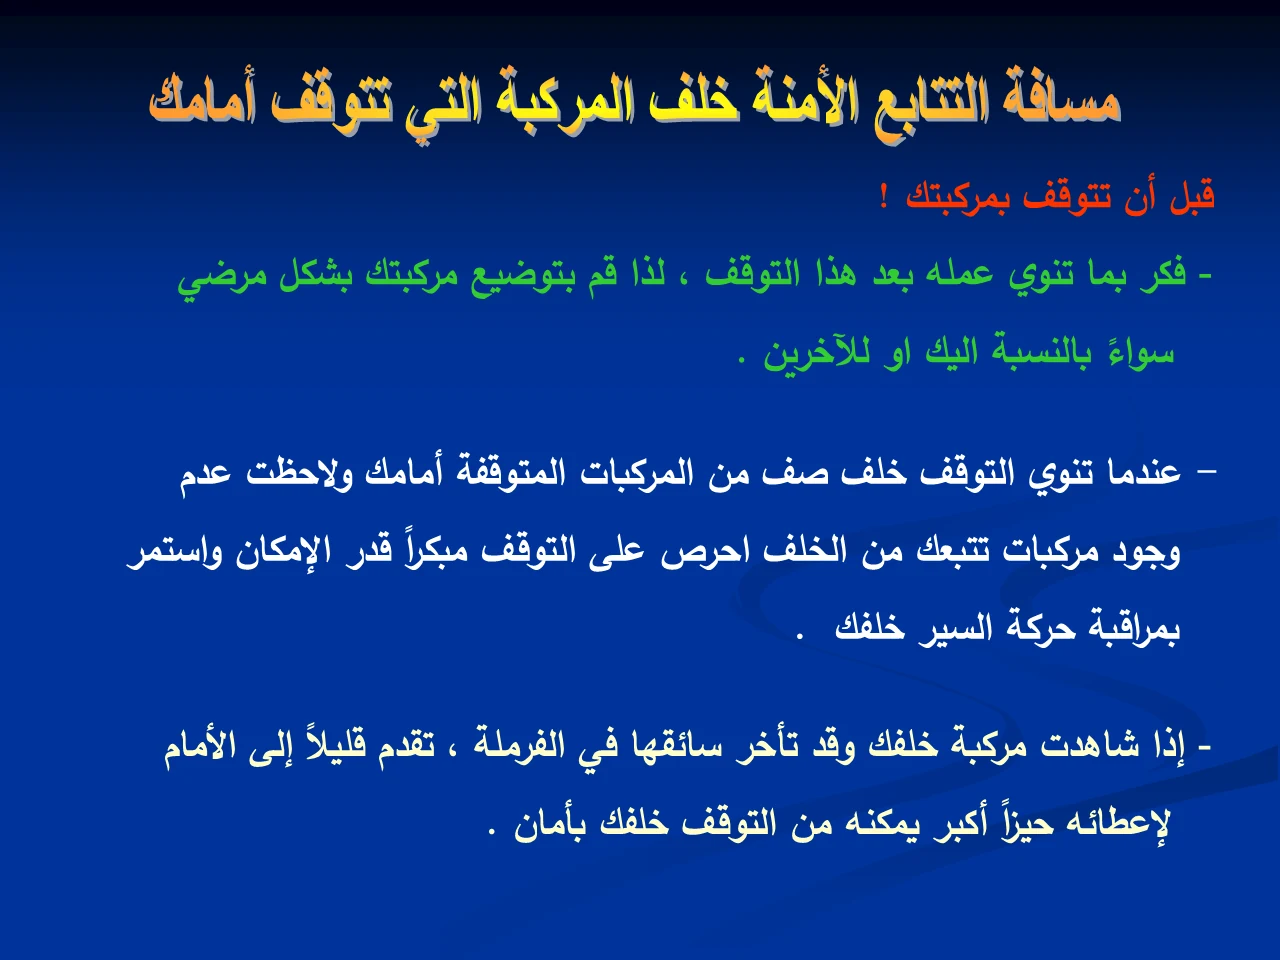 مسافة التتابع الأمنة خلف المركبة التي تتوقف أمامك
قبل أن تتوقف بمركبتك !
- فكر بما تنوي عمله بعد هذا التوقف ، لذا قم بتوضيع مركبتك بشكل مرضي
سواءً بالنسبة اليك او للآخرين .
– عندما تنوي التوقف خلف صف من المركبات المتوقفة أمامك ولاحظت عدم
وجود مركبات تتبعك من الخلف احرص على التوقف مبكراً قدر الإمكان واستمر
بمراقبة حركة السير خلفك .
- إذا شاهدت مركبة خلفك وقد تأخر سائقها في الفرملة ، تقدم قليلاً إلى الأمام
لإعطائه حيزاً أكبر يمكنه من التوقف خلفك بأمان .